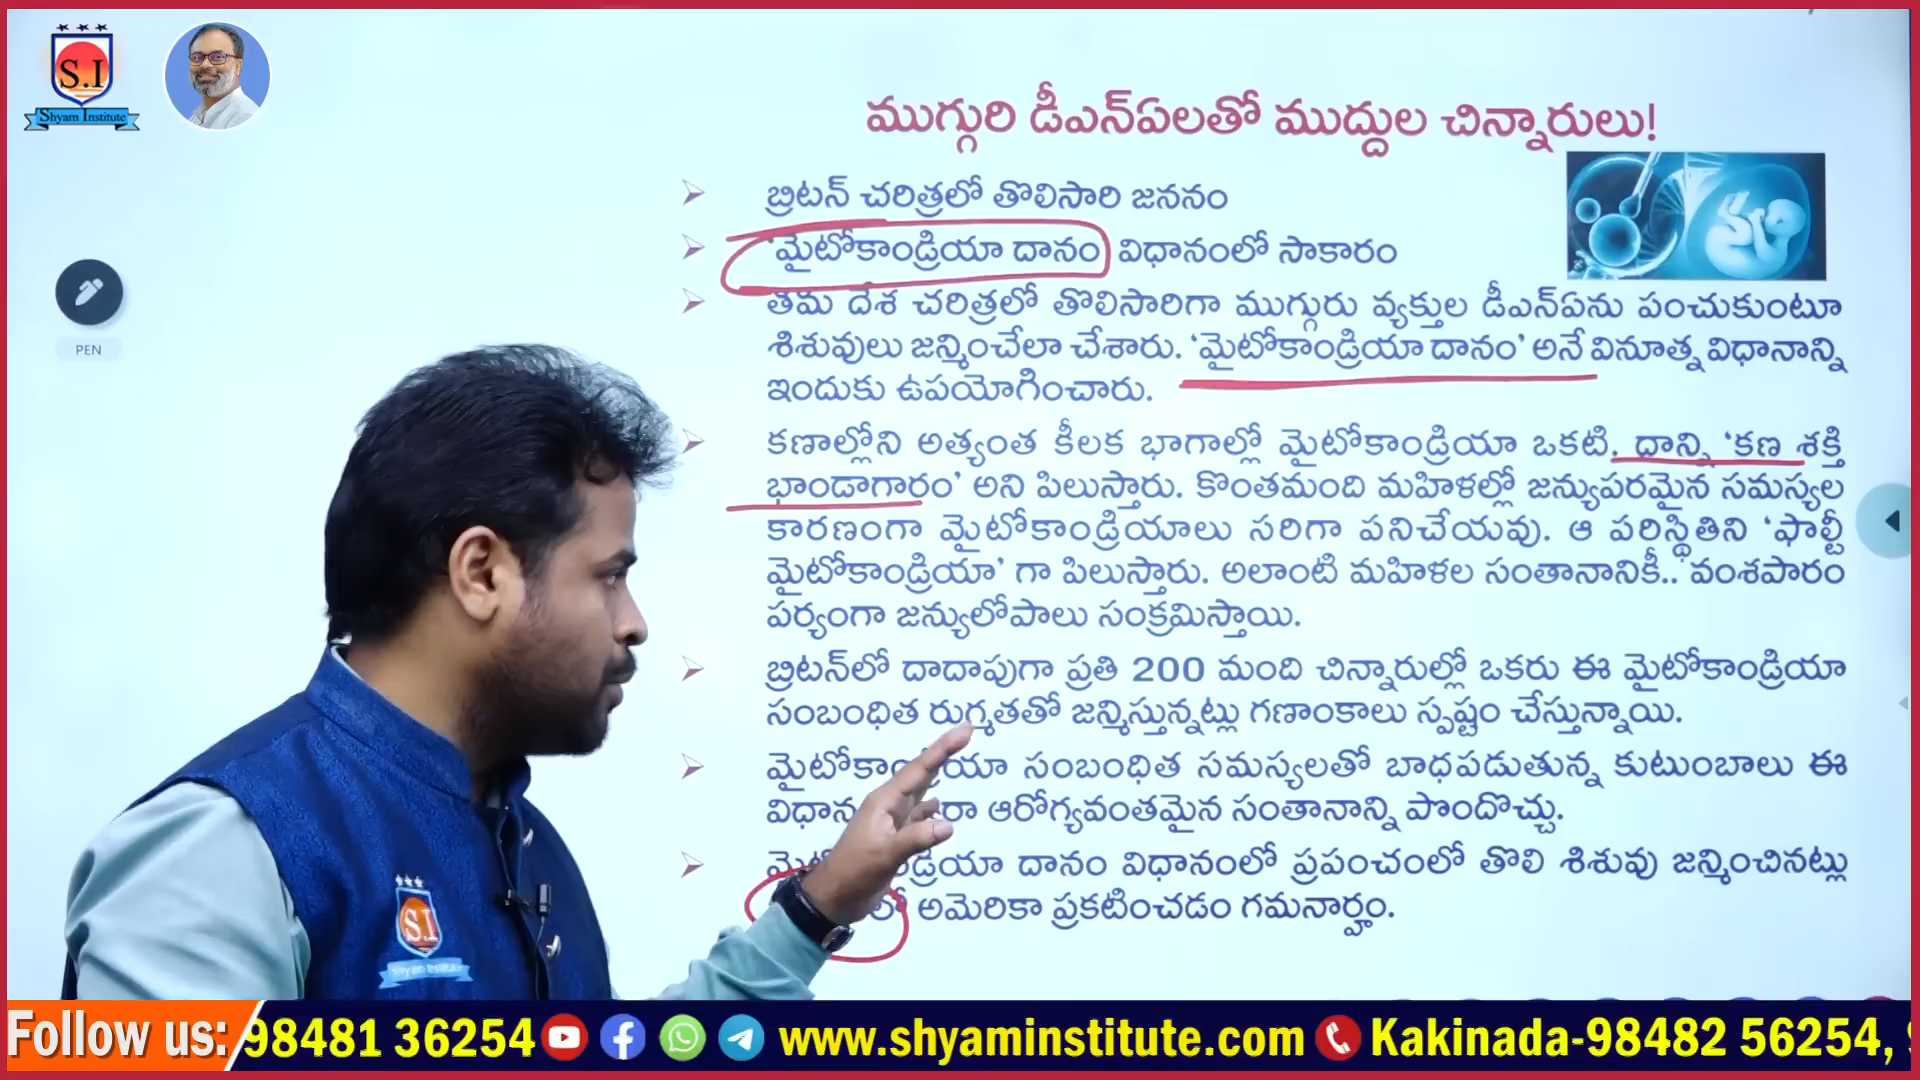 S.I
Shyam Institute
PEN
ముగ్గురి డీఎన్ఏలతో ముద్దుల చిన్నారులు!
బ్రిటన్ చరిత్రలో తొలిసారి జననం
'మైటోకాండ్రియా దానం విధానంలో సాకారం
తమ దేశ చరిత్రలో తొలిసారిగా ముగ్గురు వ్యక్తుల డీఎన్ఏను పంచుకుంటూ
శిశువులు జన్మించేలా చేశారు. 'మైటోకాండ్రియా దానం' అనే వినూత్న విధానాన్ని
ఇందుకు ఉపయోగించారు.
కణాల్లోని అత్యంత కీలక భాగాల్లో మైటోకాండ్రియా ఒకటి. దాన్ని 'కణ శక్తి
భాండాగారం' అని పిలుస్తారు. కొంతమంది మహిళల్లో జన్యుపరమైన సమస్యల
కారణంగా మైటోకాండ్రియాలు సరిగా పనిచేయవు. ఆ పరిస్థితిని 'ఫాల్టీ
మైటోకాండ్రియా' గా పిలుస్తారు. అలాంటి మహిళల సంతానానికీ.. వంశపారం
పర్యంగా జన్యులోపాలు సంక్రమిస్తాయి.
బ్రిటన్‌లో దాదాపుగా ప్రతి 200 మంది చిన్నారుల్లో ఒకరు ఈ మైటోకాండ్రియా
సంబంధిత రుగ్మతతో జన్మిస్తున్నట్లు గణాంకాలు స్పష్టం చేస్తున్నాయి.
మైటోకాండ్రియా సంబంధిత సమస్యలతో బాధపడుతున్న కుటుంబాలు ఈ
ఆరోగ్యవంతమైన సంతానాన్ని పొందొచ్చు.
దానం విధానంలో ప్రపంచంలో తొలి శిశువు జన్మించినట్లు
అమెరికా ప్రకటించడం గమనార్హం.
S.I
Shyam Institute
Follow us: 98481 36254 www.shyaminstitute.com Kakinada-98482 56254,